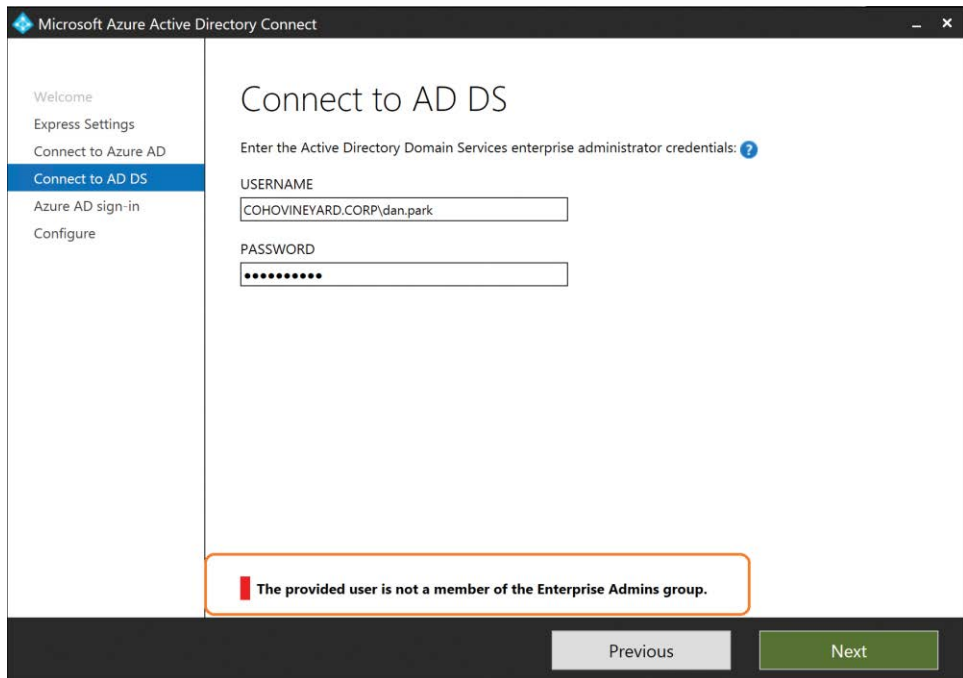 Microsoft Azure Active Directory Connect
Welcome
Express Settings
Connect to Azure AD
Connect to AD DS
Azure AD sign-in
Configure
Connect to AD DS
Enter the Active Directory Domain Services enterprise administrator credentials: ?
USERNAME
COHOVINEYARD.CORP\dan.park
PASSWORD
●●●●●●●●●●
The provided user is not a member of the Enterprise Admins group.
Previous
Next